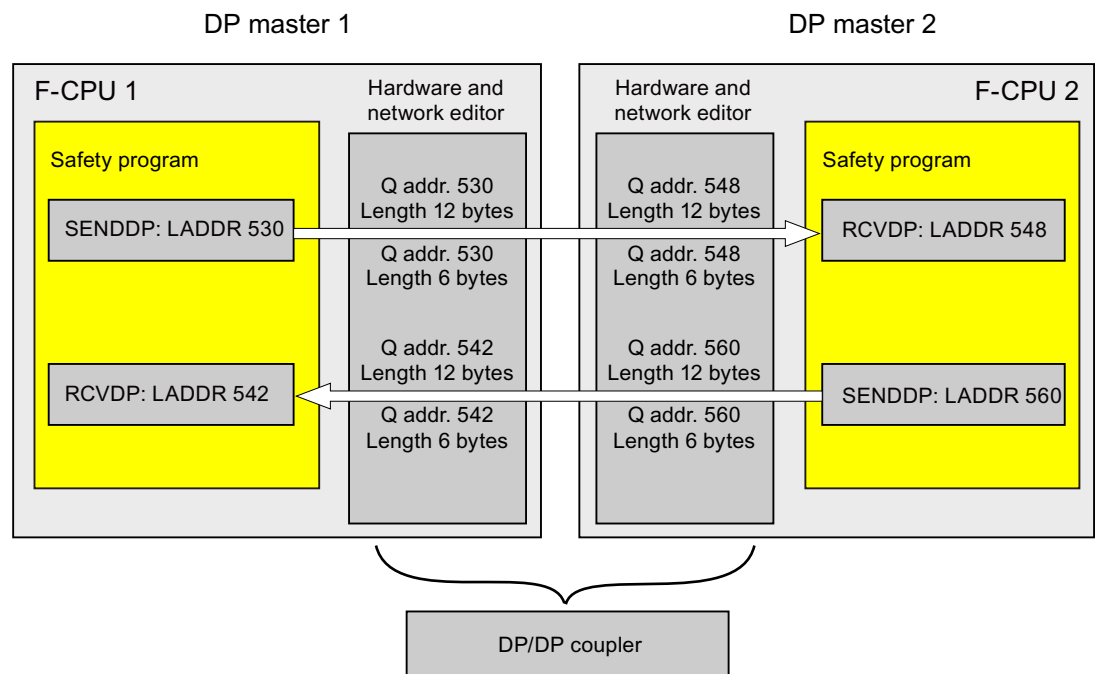 DP master 1
DP master 2
F-CPU 1
Hardware and
network editor
Safety program
SENDDP: LADDR 530
RCVDP: LADDR 542
Q addr. 530
Length 12 bytes
Q addr. 530
Length 6 bytes
Q addr. 542
Length 12 bytes
Q addr. 542
Length 6 bytes
Hardware and
network editor
F-CPU 2
Q addr. 548
Length 12 bytes
Q addr. 548
Length 6 bytes
Q addr. 560
Length 12 bytes
Q addr. 560
Length 6 bytes
Safety program
RCVDP: LADDR 548
SENDDP: LADDR 560
DP/DP coupler